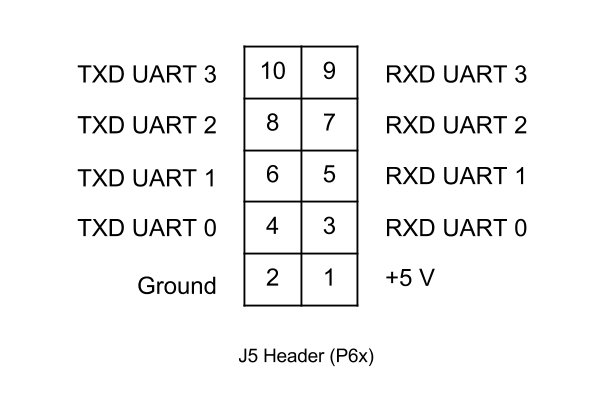 TXD UART 3 10 9 RXD UART 3
TXD UART 2 8 7 RXD UART 2
TXD UART 1 6 5 RXD UART 1
TXD UART 0 4 3 RXD UART 0
Ground 2 1 +5 V
J5 Header (P6x)